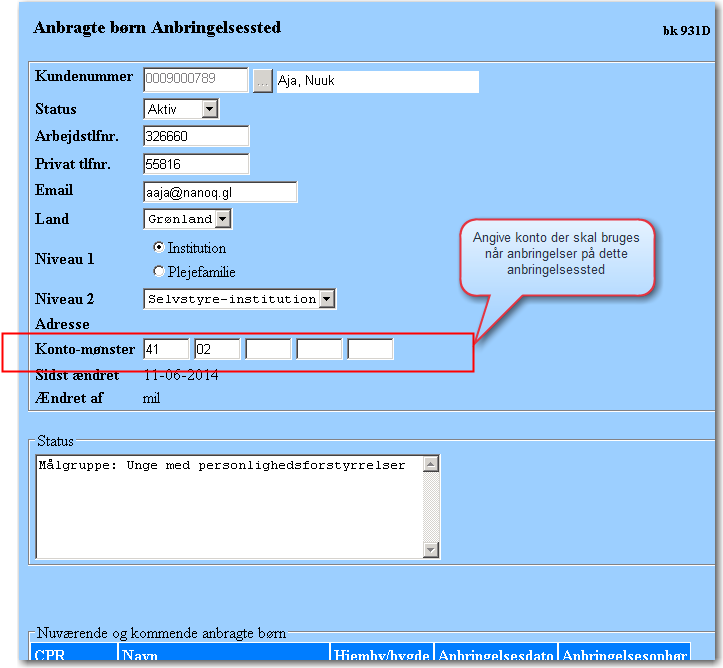 Anbragte børn Anbringelsessted
bk 931D
Kundenummer 0009000789 ... Aja, Nuuk
Status Aktiv
Arbejdstlfnr. 326660
Privat tlfnr. 55816
Email aaja@nanoq.gl
Land Grønland
Niveau 1 Institution
Plejefamilie
Niveau 2 Selvstyre-institution
Adresse
Konto-mønster 41 02
Sidst ændret 11-06-2014
Ændret af mil
Angive konto der skal bruges
når anbringelser på dette
anbringelsessted
Status
Målgruppe: Unge med personlighedsforstyrrelser
Nuværende og kommende anbragte børn
CPR Navn Hjemby/bygde Anbringelsesdato Anbringelsesophør